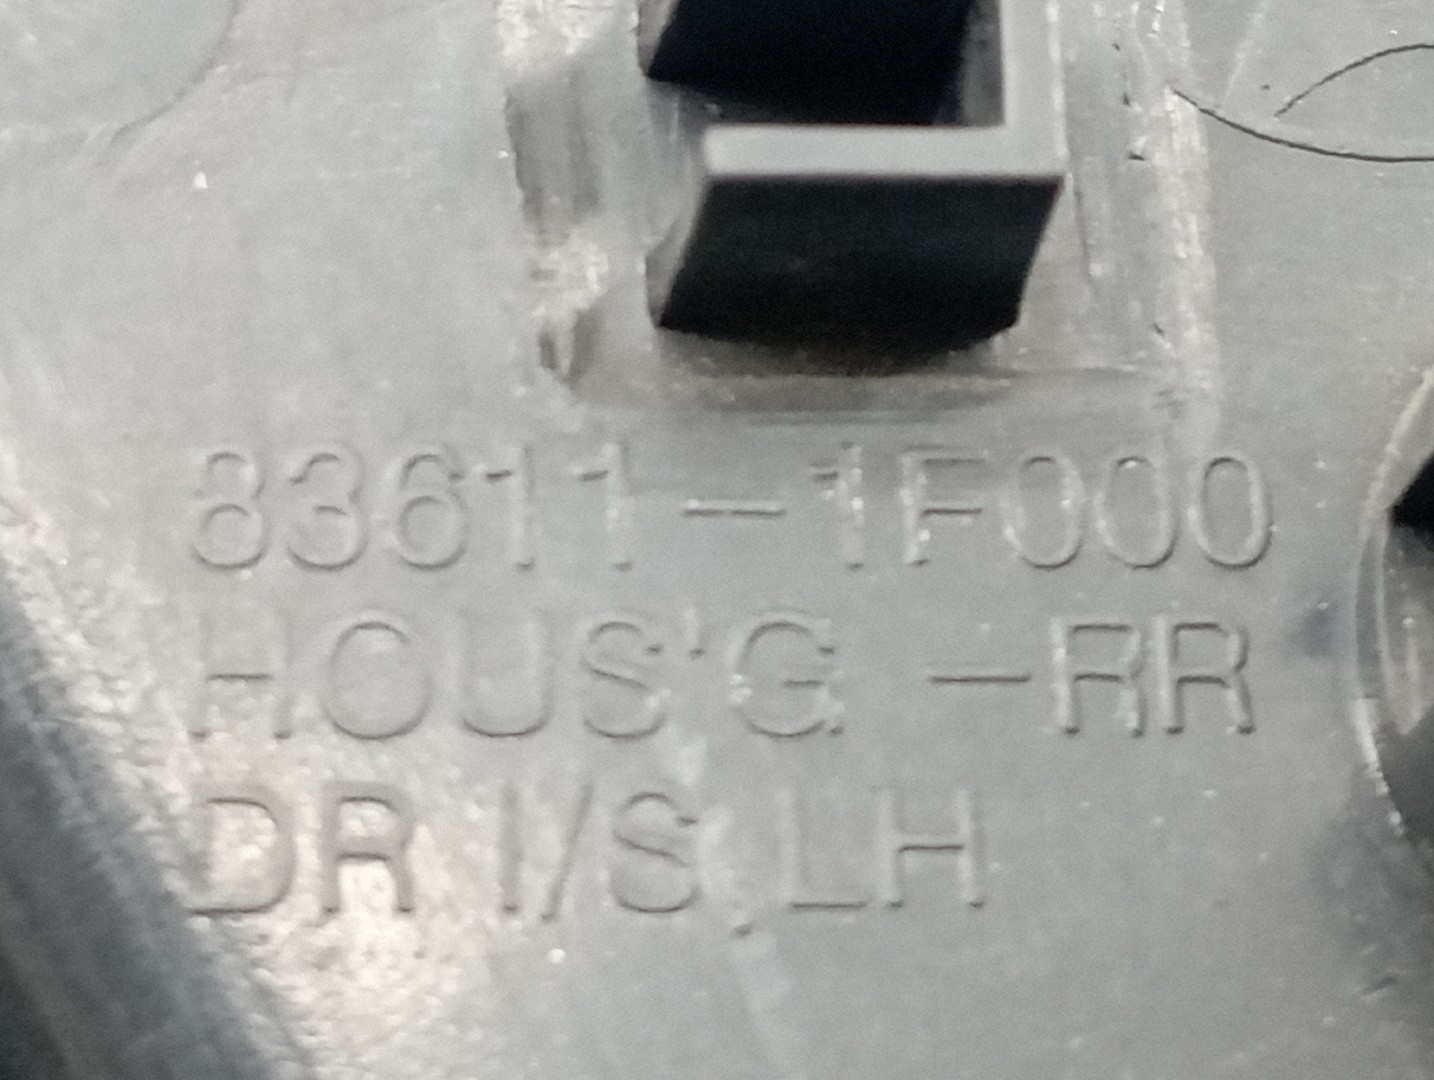 83611-1F000
HOUS'G -RR
DR I/S,LH